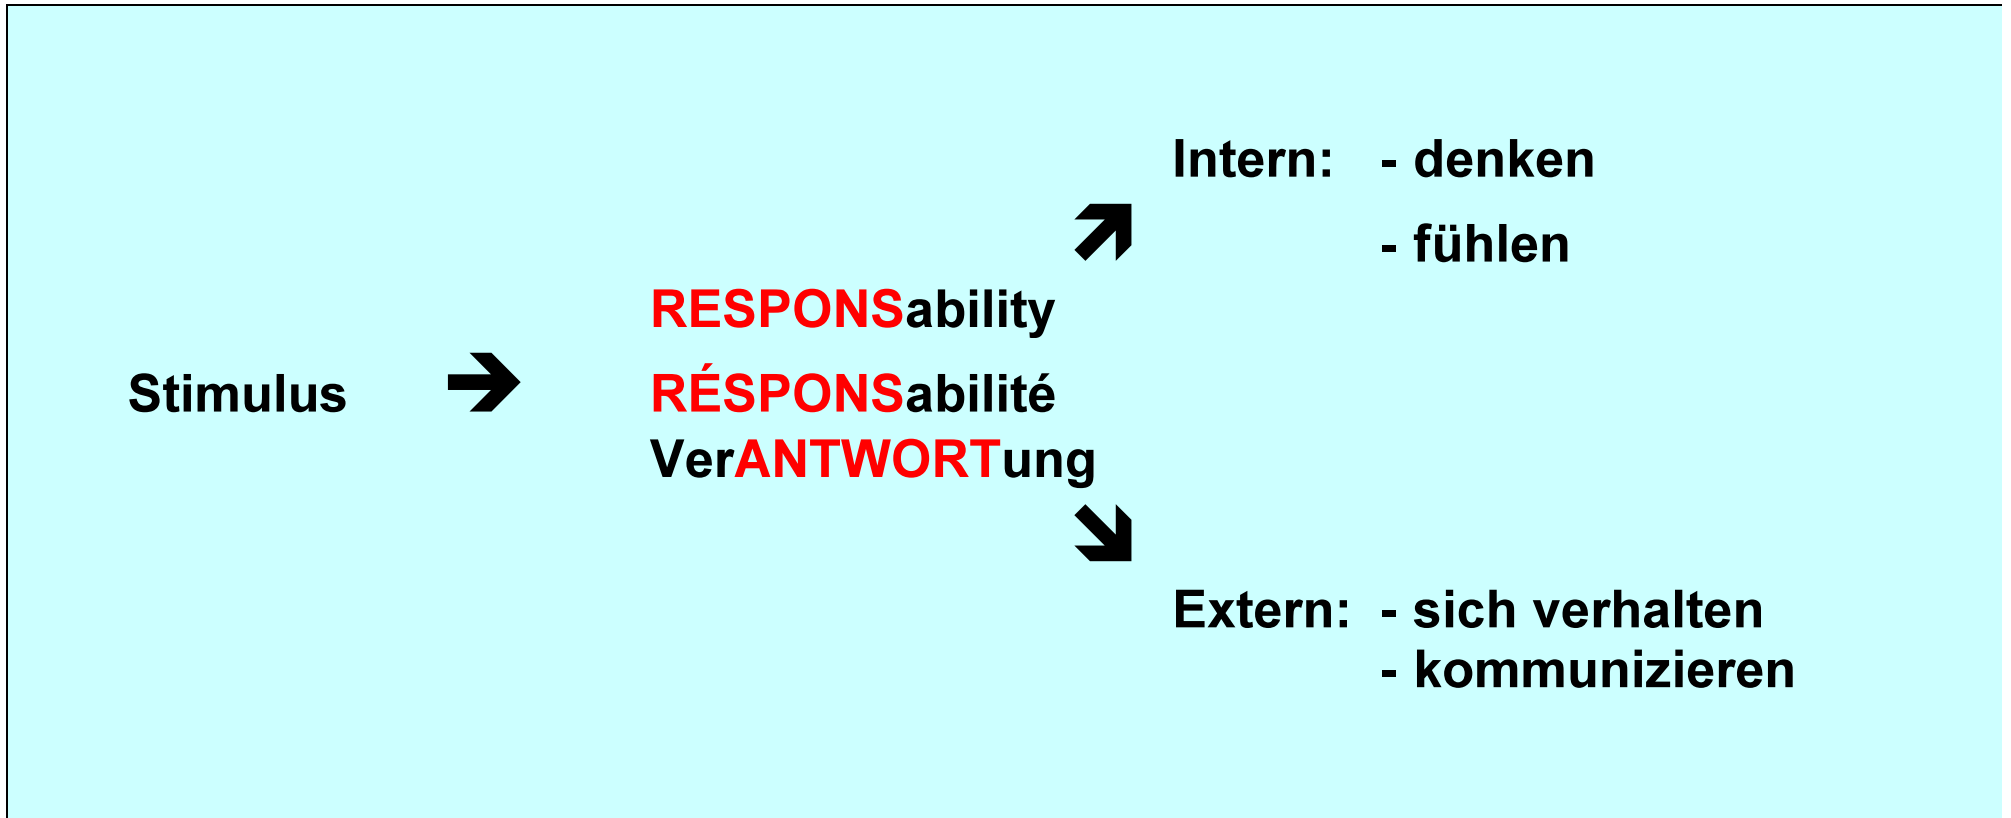 Intern: - denken
- fühlen
RESPONSability
Stimulus ➔ RÉSPONSabilité
VerANTWORTung
Extern: - sich verhalten
- kommunizieren